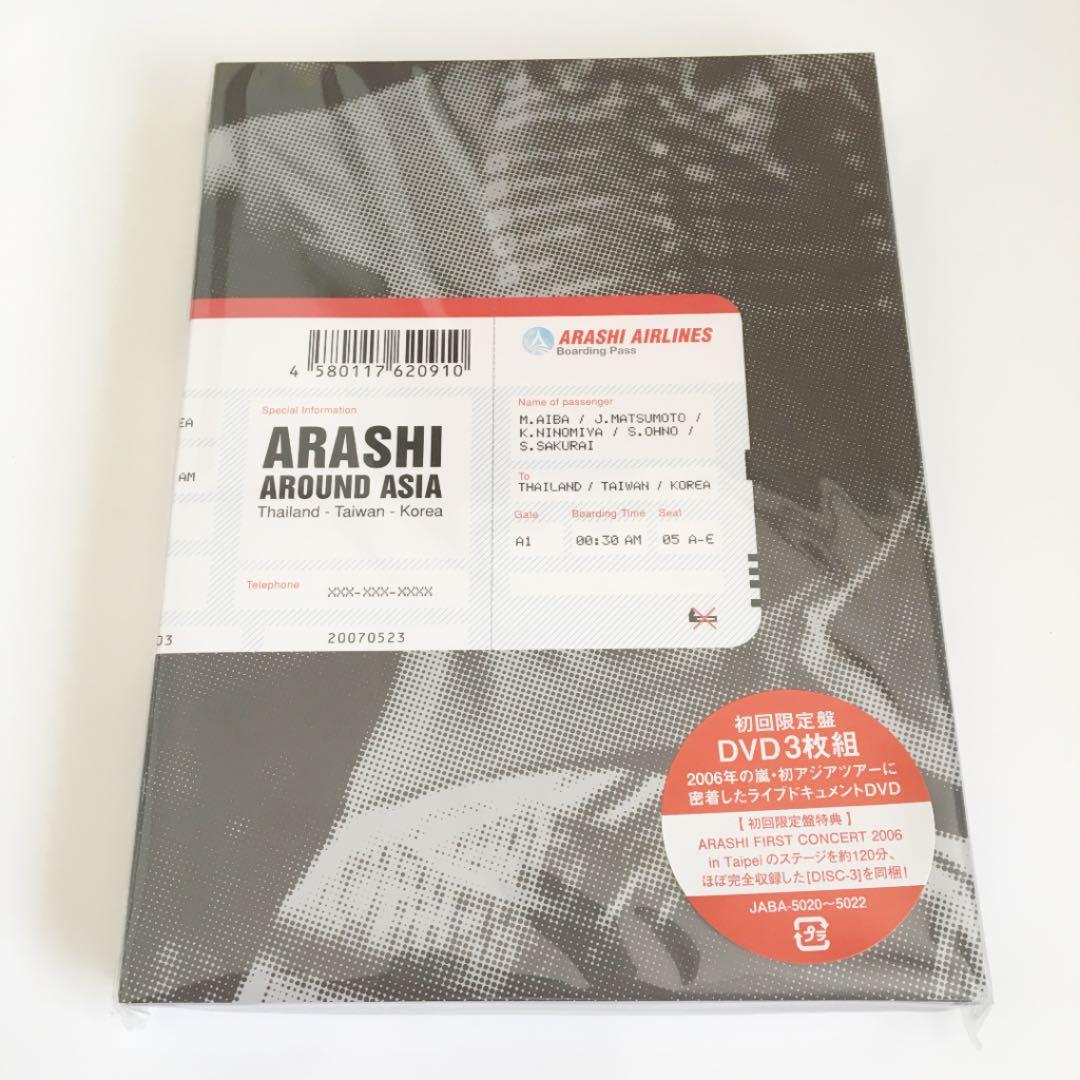 4 580117 620910
ARASHI AIRLINES
Boarding Pass
EA
AM
03
Special Information
ARASHI
AROUND ASIA
Thailand - Taiwan - Korea
Telephone
XXX-XXX-XXXX
20070523
Name of passenger
M.AIBA / J.MATSUMOTO /
K.NINOMIYA / S.OHNO /
S.SAKURAI
To
THAILAND / TAIWAN / KOREA
Gate Boarding Time Seat
A1 00:30 AM 05 A-E
初回限定盤
DVD3枚組
2006年の嵐・初アジアツアーに
密着したライブドキュメントDVD
【初回限定盤特典】
ARASHI FIRST CONCERT 2006
in Taipei のステージを約120分、
ほぼ完全収録した[DISC-3]を同梱!
JABA-5020〜5022
プラ